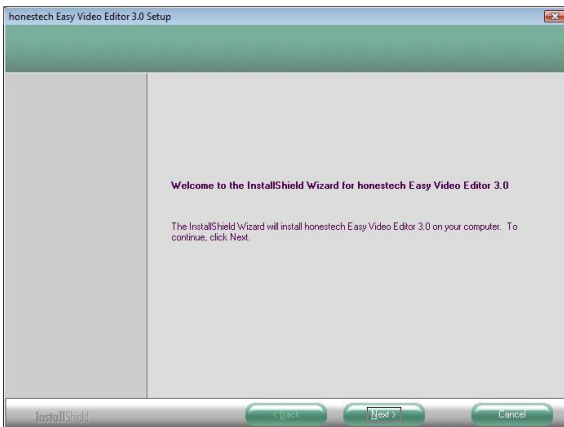 honestech Easy Video Editor 3.0 Setup
Welcome to the InstallShield Wizard for honestech Easy Video Editor 3.0
The InstallShield Wizard will install honestech Easy Video Editor 3.0 on your computer. To
continue, click Next.
InstallShield
< Back
Next >
Cancel